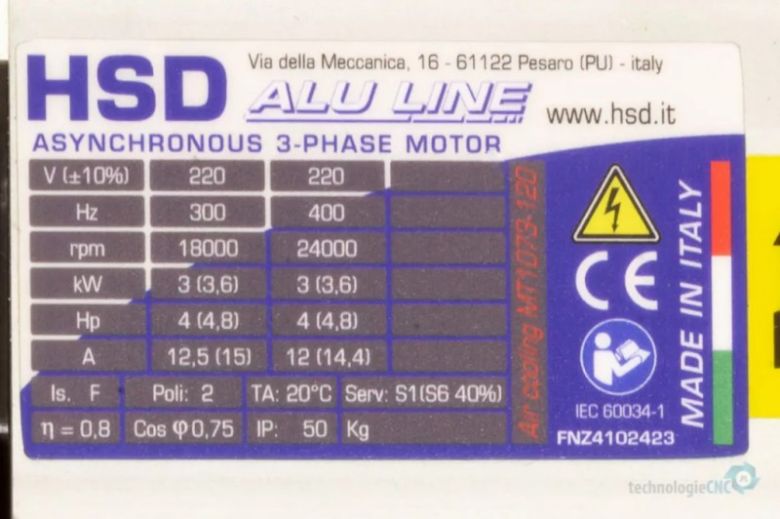 HSD
Via della Meccanica, 16 - 61122 Pesaro (PU) - italy
ALU LINE
www.hsd.it
ASYNCHRONOUS 3-PHASE MOTOR
V (±10%) 220 220
Hz 300 400
rpm 18000 24000
kW 3 (3,6) 3 (3,6)
Hp 4 (4,8) 4 (4,8)
A 12,5 (15) 12 (14,4)
Is. F Poli: 2 TA: 20°C Serv: S1(S6 40%)
η = 0,8 Cos φ 0,75 IP: 50 Kg
Air cooling MT1073-120
CE
IEC 60034-1
FNZ4102423
MADE IN ITALY
technologieCNC